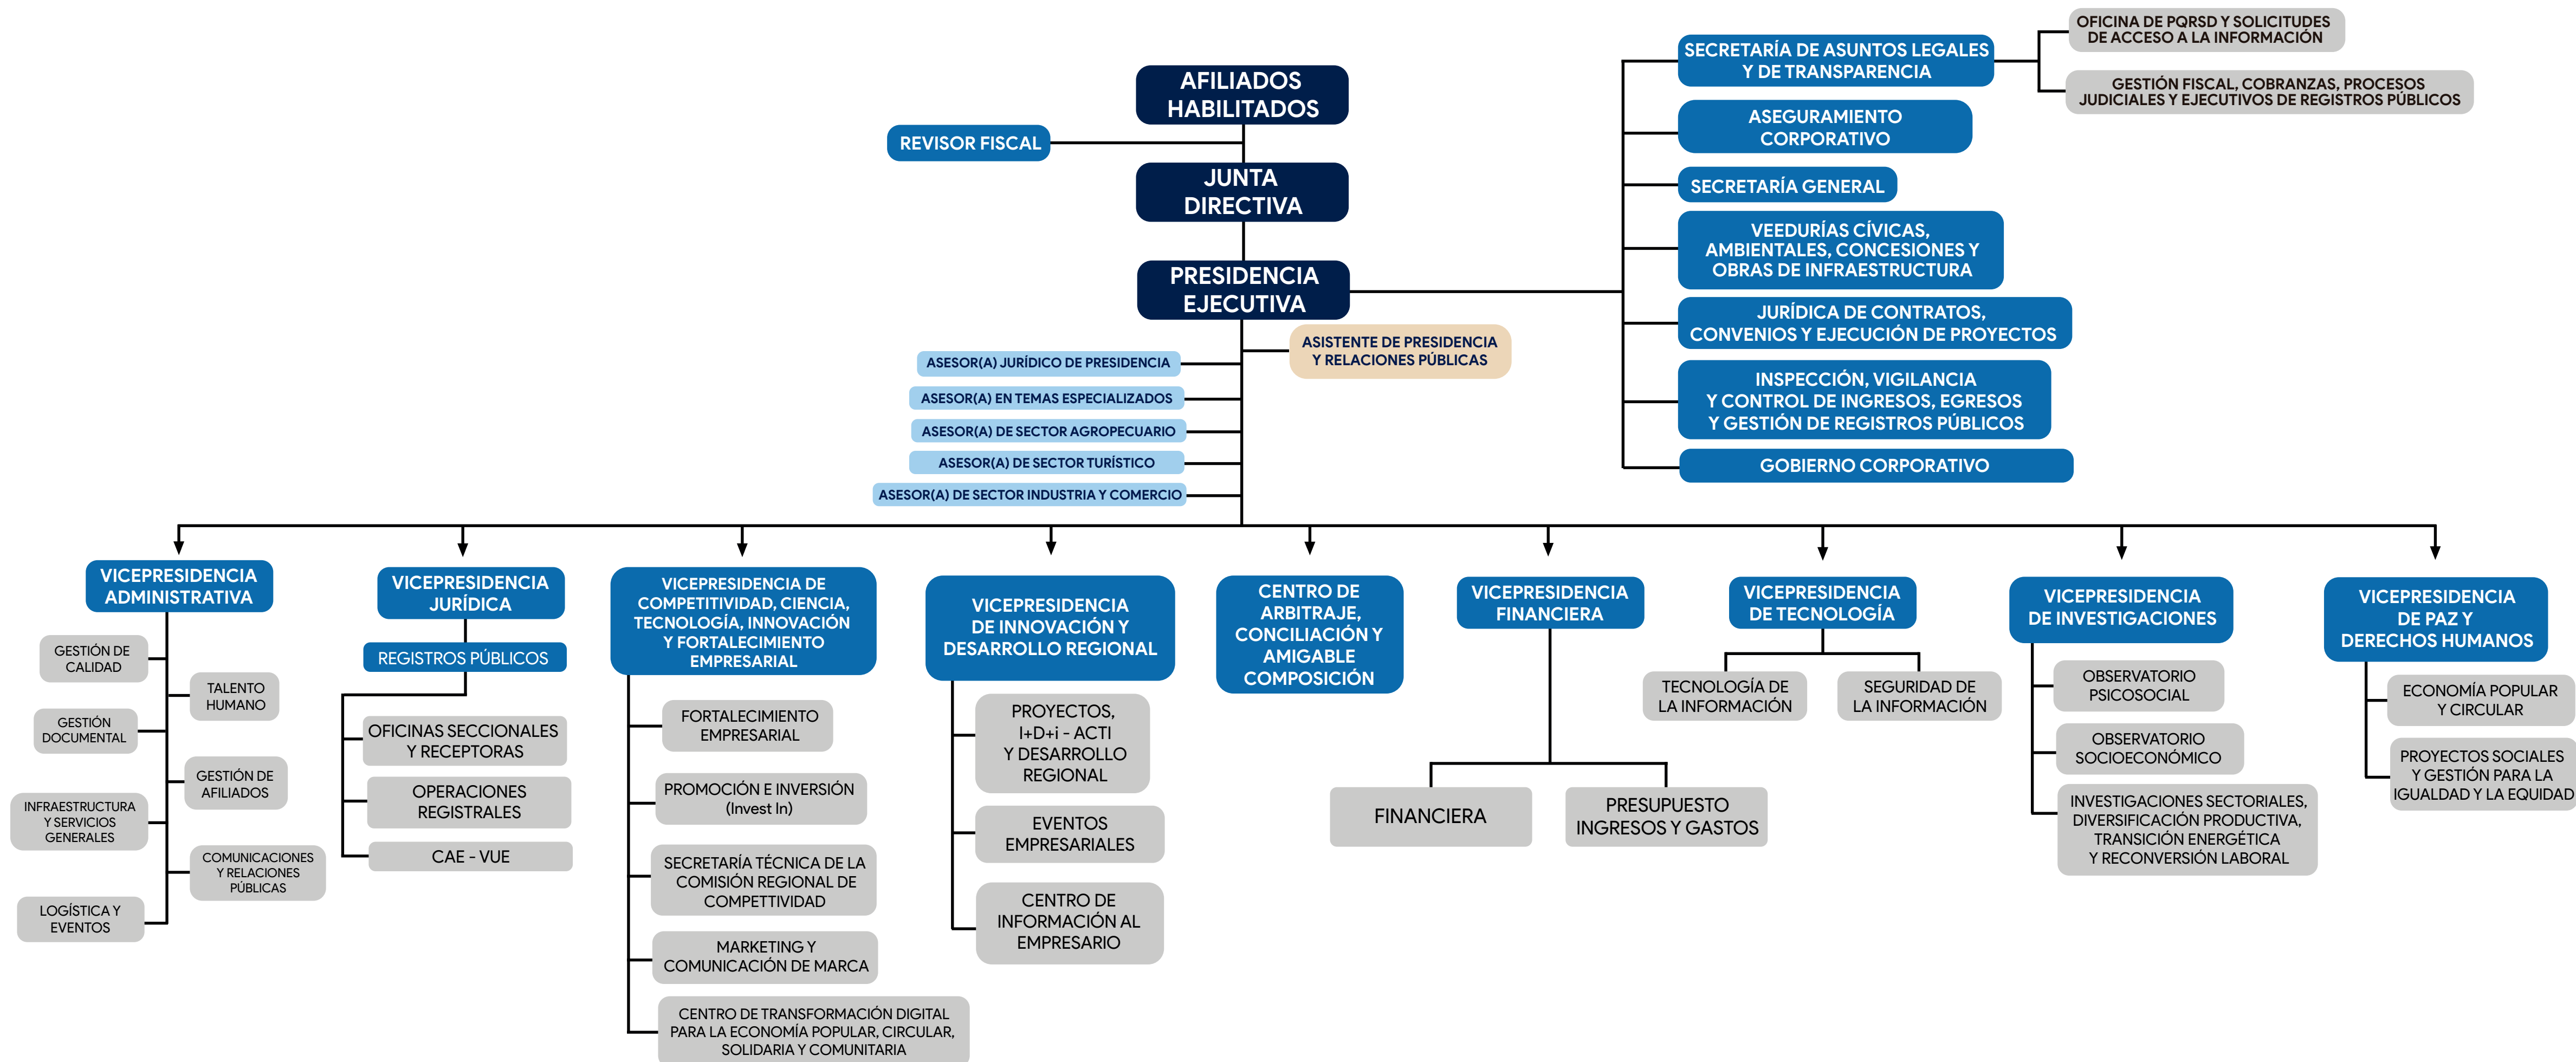 AFILIADOS
HABILITADOS
REVISOR FISCAL
JUNTA
DIRECTIVA
PRESIDENCIA
EJECUTIVA
ASISTENTE DE PRESIDENCIA
Y RELACIONES PÚBLICAS
ASESOR(A) JURÍDICO DE PRESIDENCIA
ASESOR(A) EN TEMAS ESPECIALIZADOS
ASESOR(A) DE SECTOR AGROPECUARIO
ASESOR(A) DE SECTOR TURÍSTICO
ASESOR(A) DE SECTOR INDUSTRIA Y COMERCIO
SECRETARÍA DE ASUNTOS LEGALES
Y DE TRANSPARENCIA
OFICINA DE PQRSD Y SOLICITUDES
DE ACCESO A LA INFORMACIÓN
GESTIÓN FISCAL, COBRANZAS, PROCESOS
JUDICIALES Y EJECUTIVOS DE REGISTROS PÚBLICOS
ASEGURAMIENTO
CORPORATIVO
SECRETARÍA GENERAL
VEEDURÍAS CÍVICAS,
AMBIENTALES, CONCESIONES Y
OBRAS DE INFRAESTRUCTURA
JURÍDICA DE CONTRATOS,
CONVENIOS Y EJECUCIÓN DE PROYECTOS
INSPECCIÓN, VIGILANCIA
Y CONTROL DE INGRESOS, EGRESOS
Y GESTIÓN DE REGISTROS PÚBLICOS
GOBIERNO CORPORATIVO
VICEPRESIDENCIA
ADMINISTRATIVA
GESTIÓN DE
CALIDAD
TALENTO
HUMANO
GESTIÓN
DOCUMENTAL
GESTIÓN DE
AFILIADOS
INFRAESTRUCTURA
Y SERVICIOS
GENERALES
COMUNICACIONES
Y RELACIONES
PÚBLICAS
LOGÍSTICA Y
EVENTOS
VICEPRESIDENCIA
JURÍDICA
REGISTROS PÚBLICOS
OFICINAS SECCIONALES
Y RECEPTORAS
OPERACIONES
REGISTRALES
CAE - VUE
VICEPRESIDENCIA DE
COMPETITIVIDAD, CIENCIA,
TECNOLOGÍA, INNOVACIÓN
Y FORTALECIMIENTO
EMPRESARIAL
FORTALECIMIENTO
EMPRESARIAL
PROMOCIÓN E INVERSIÓN
(Invest In)
SECRETARÍA TÉCNICA DE LA
COMISIÓN REGIONAL DE
COMPETTIVIDAD
MARKETING Y
COMUNICACIÓN DE MARCA
CENTRO DE TRANSFORMACIÓN DIGITAL
PARA LA ECONOMÍA POPULAR, CIRCULAR,
SOLIDARIA Y COMUNITARIA
VICEPRESIDENCIA
DE INNOVACIÓN Y
DESARROLLO REGIONAL
PROYECTOS,
I+D+i - ACTI
Y DESARROLLO
REGIONAL
EVENTOS
EMPRESARIALES
CENTRO DE
INFORMACIÓN AL
EMPRESARIO
CENTRO DE
ARBITRAJE,
CONCILIACIÓN Y
AMIGABLE
COMPOSICIÓN
VICEPRESIDENCIA
FINANCIERA
FINANCIERA
PRESUPUESTO
INGRESOS Y GASTOS
VICEPRESIDENCIA
DE TECNOLOGÍA
TECNOLOGÍA DE
LA INFORMACIÓN
SEGURIDAD DE
LA INFORMACIÓN
VICEPRESIDENCIA
DE INVESTIGACIONES
OBSERVATORIO
PSICOSOCIAL
OBSERVATORIO
SOCIOECONÓMICO
INVESTIGACIONES SECTORIALES,
DIVERSIFICACIÓN PRODUCTIVA,
TRANSICIÓN ENERGÉTICA
Y RECONVERSIÓN LABORAL
VICEPRESIDENCIA
DE PAZ Y
DERECHOS HUMANOS
ECONOMÍA POPULAR
Y CIRCULAR
PROYECTOS SOCIALES
Y GESTIÓN PARA LA
IGUALDAD Y LA EQUIDAD